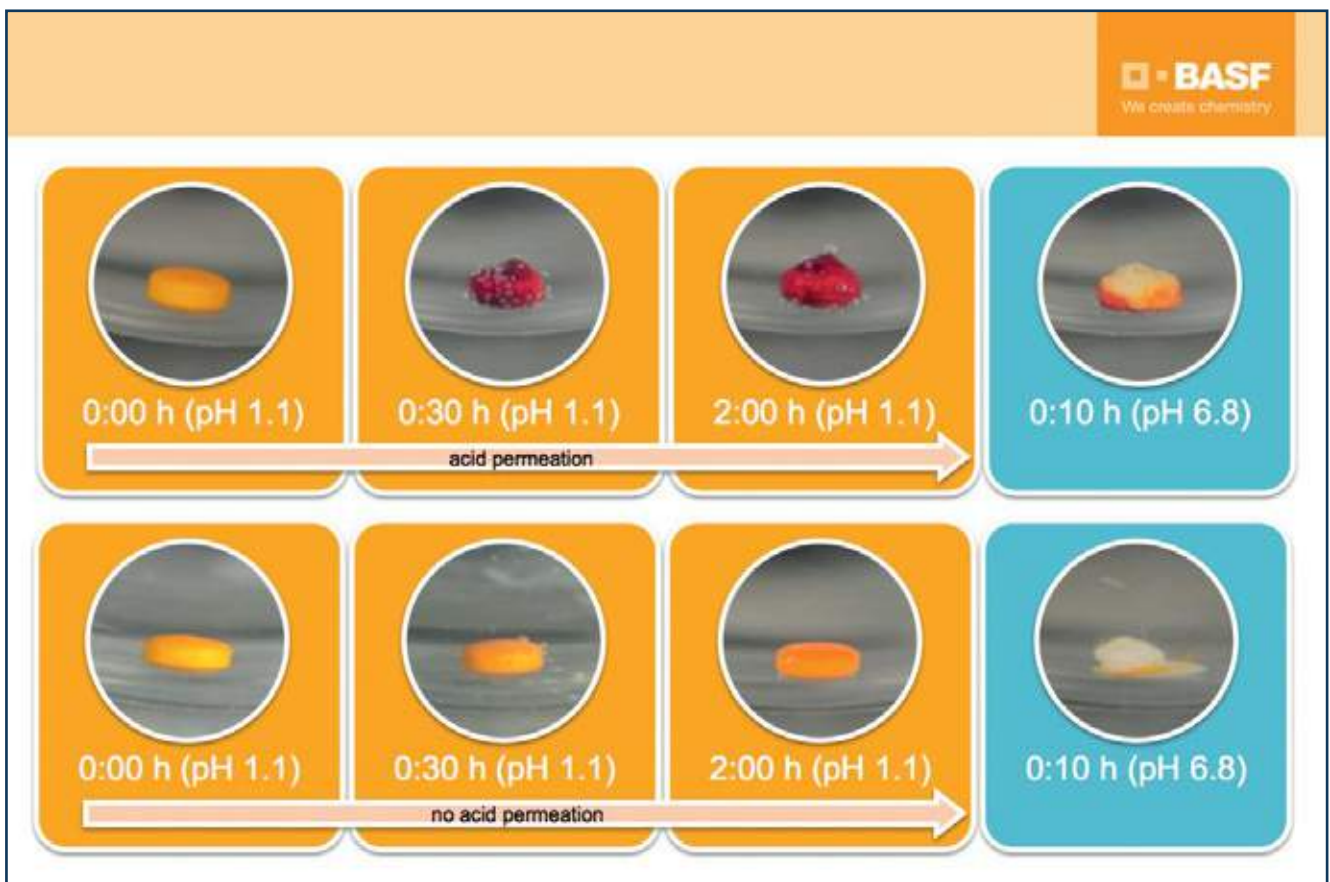 BASF
We create chemistry
0:00 h (pH 1.1)
0:30 h (pH 1.1)
2:00 h (pH 1.1)
0:10 h (pH 6.8)
acid permeation
0:00 h (pH 1.1)
0:30 h (pH 1.1)
2:00 h (pH 1.1)
0:10 h (pH 6.8)
no acid permeation